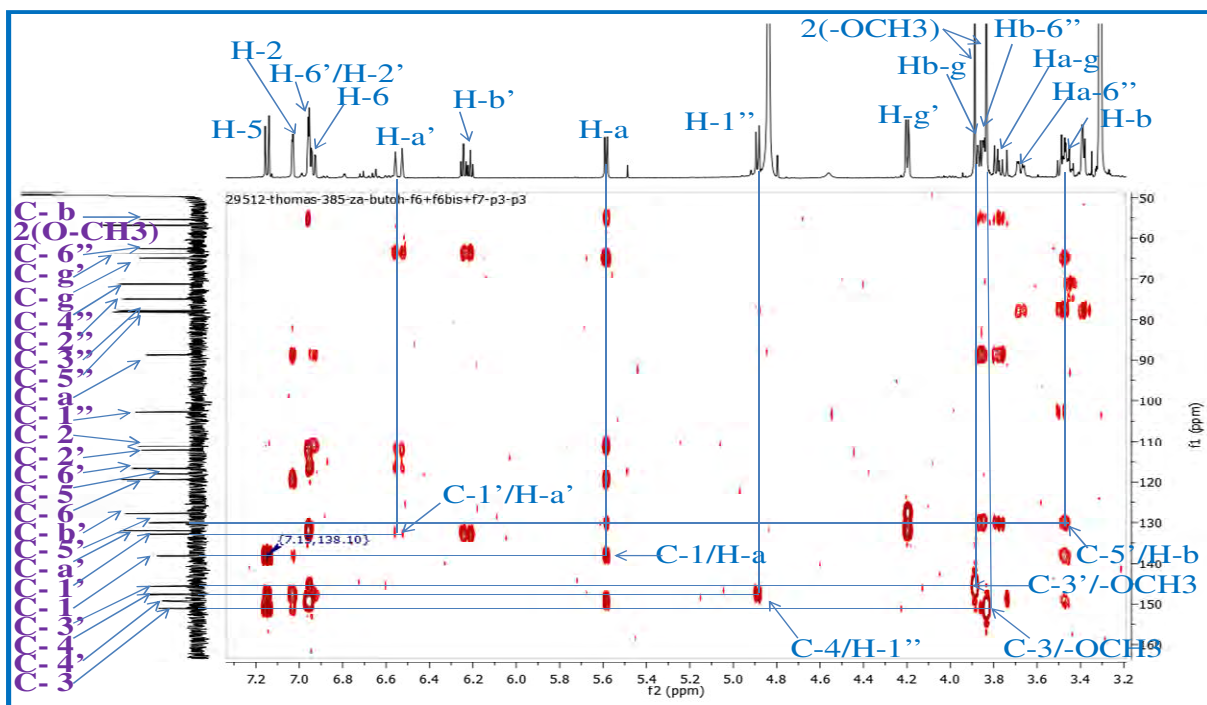 2(-OCH3)
Hb-6’’
Hb-g
Ha-g
Ha-6’’
H-b
H-2
H-6’/H-2’
H-6
H-5
H-a’
H-b’
H-a
H-1’’
H-g’
29512-thomas-385-za-butoh-f6+f6bis+f7-p3-p3
C- b
2(O-CH3)
C- 6’’
C- g’
C- g
C- 4’’
C- 2’’
C- 3’’
C- 5’’
C- a
C- 1’’
C- 2
C- 2’
C- 6’
C- 5
C- 6
C- b’
C- 5’
C- a’
C- 1’
C- 1
C- 3’
C- 4
C- 4’
C- 3
C-1’/H-a’
{7.15,138.10}
C-1/H-a
C-5’/H-b
C-3’/-OCH3
C-4/H-1’’
C-3/-OCH3
50
60
70
80
90
100
110
120
130
140
150
160
f1 (ppm)
7.2 7.0 6.8 6.6 6.4 6.2 6.0 5.8 5.6 5.4 5.2 5.0 4.8 4.6 4.4 4.2 4.0 3.8 3.6 3.4 3.2
f2 (ppm)